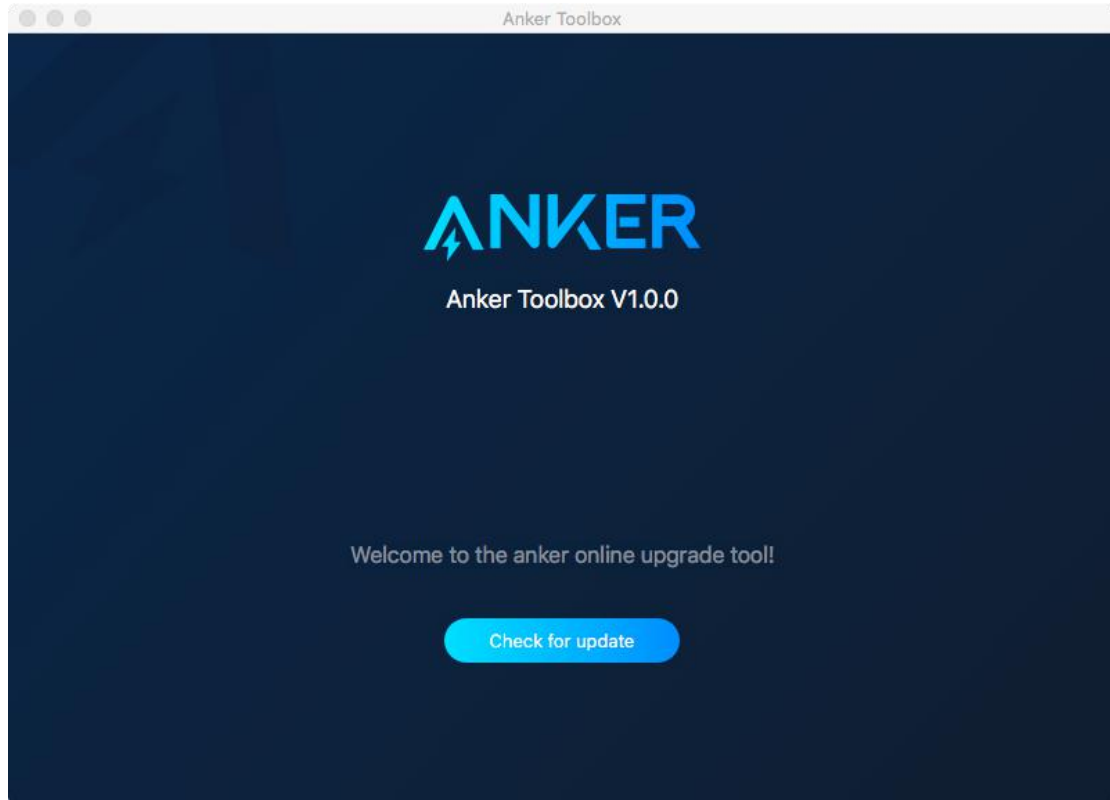 Anker Toolbox
ANKER
Anker Toolbox V1.0.0
Welcome to the anker online upgrade tool!
Check for update